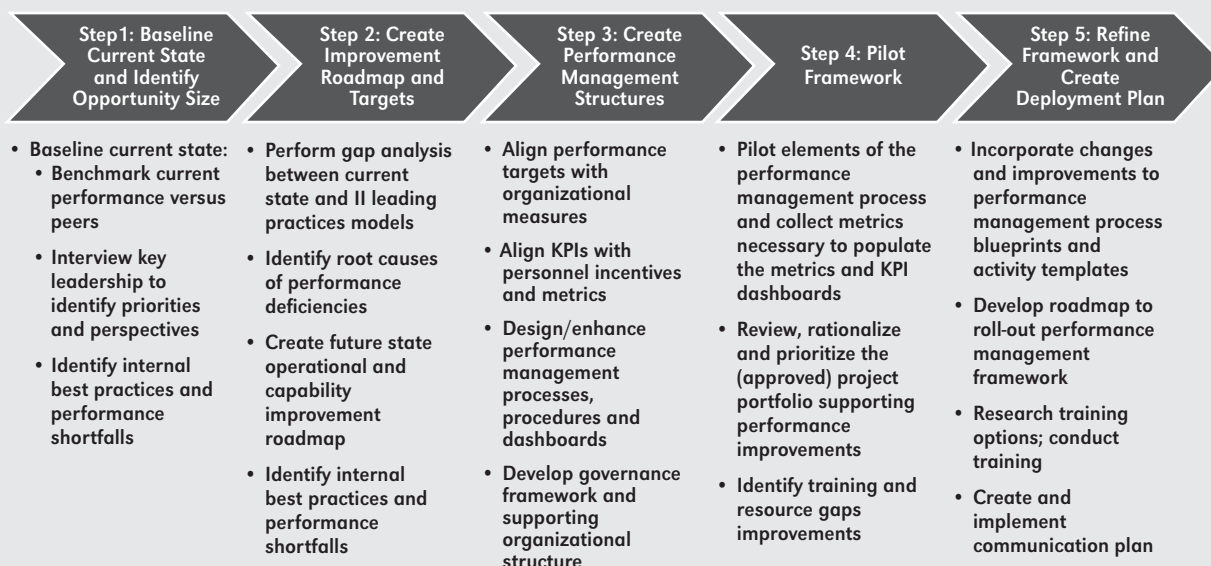 Step1: Baseline
Current State
and Identify
Opportunity Size
Step 2: Create
Improvement
Roadmap and
Targets
Step 3: Create
Performance
Management
Structures
Step 4: Pilot
Framework
Step 5: Refine
Framework and
Create
Deployment Plan
• Baseline current state:
• Benchmark current
performance versus
peers
• Interview key
leadership to
identify priorities
and perspectives
• Identify internal
best practices and
performance
shortfalls
• Perform gap analysis
between current
state and II leading
practices models
• Identify root causes
of performance
deficiencies
• Create future state
operational and
capability
improvement
roadmap
• Identify internal
best practices and
performance
shortfalls
• Align performance
targets with
organizational
measures
• Align KPIs with
personnel incentives
and metrics
• Design/enhance
performance
management
processes,
procedures and
dashboards
• Develop governance
framework and
supporting
organizational
structure
• Pilot elements of the
performance
management process
and collect metrics
necessary to populate
the metrics and KPI
dashboards
• Review, rationalize
and prioritize the
(approved) project
portfolio supporting
performance
improvements
• Identify training and
resource gaps
improvements
• Incorporate changes
and improvements to
performance
management process
blueprints and
activity templates
• Develop roadmap to
roll-out performance
management
framework
• Research training
options; conduct
training
• Create and
implement
communication plan